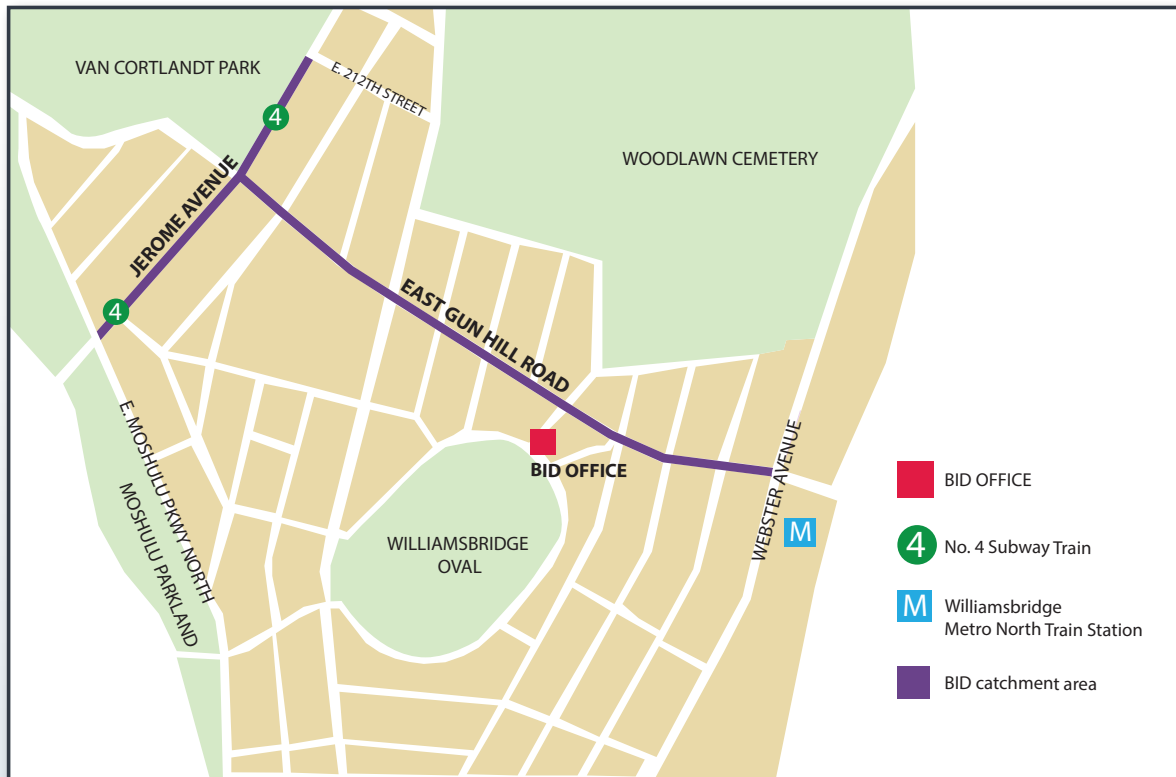 VAN CORTLANDT PARK
E. 212TH STREET
4
WOODLAWN CEMETERY
JEROME AVENUE
4
EAST GUN HILL ROAD
E. MOSHULU PKWY NORTH
MOSHULU PARKLAND
BID OFFICE
WILLIAMSBRIDGE
OVAL
WEBSTER AVENUE
M
BID OFFICE
4 No. 4 Subway Train
M Williamsbridge
Metro North Train Station
BID catchment area